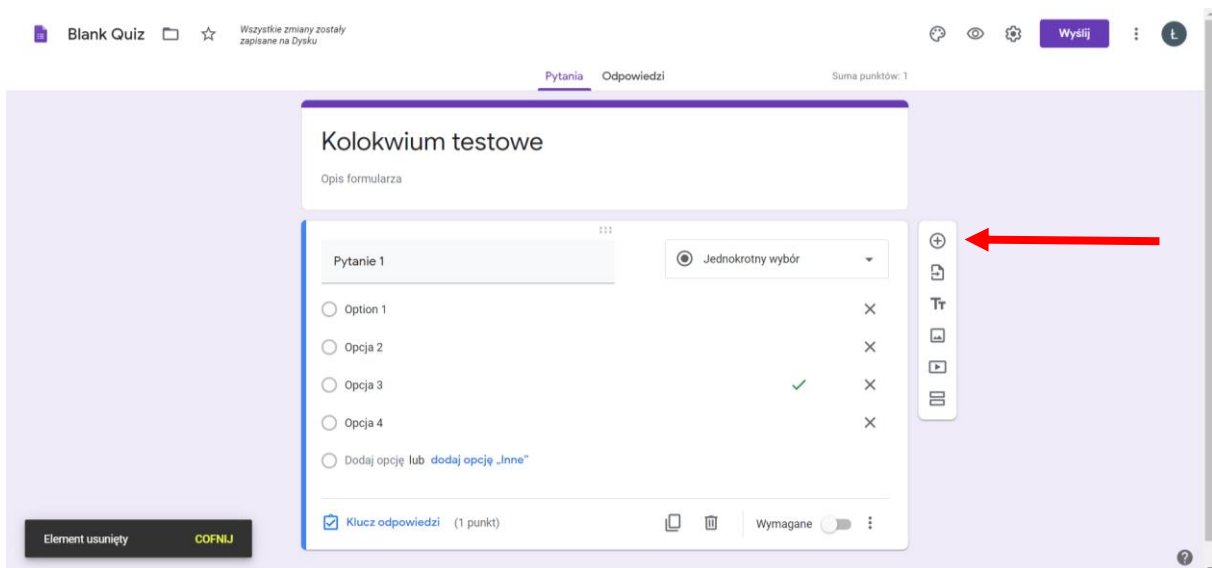 Blank Quiz
Wszystkie zmiany zostały
zapisane na Dysku
Wyślij
Ł
Pytania Odpowiedzi
Suma punktów: 1
Kolokwium testowe
Opis formularza
Pytanie 1
Jednokrotny wybór
Option 1
Opcja 2
Opcja 3
Opcja 4
Dodaj opcję lub dodaj opcję „Inne”
Klucz odpowiedzi (1 punkt)
Wymagane
Element usunięty COFNIJ